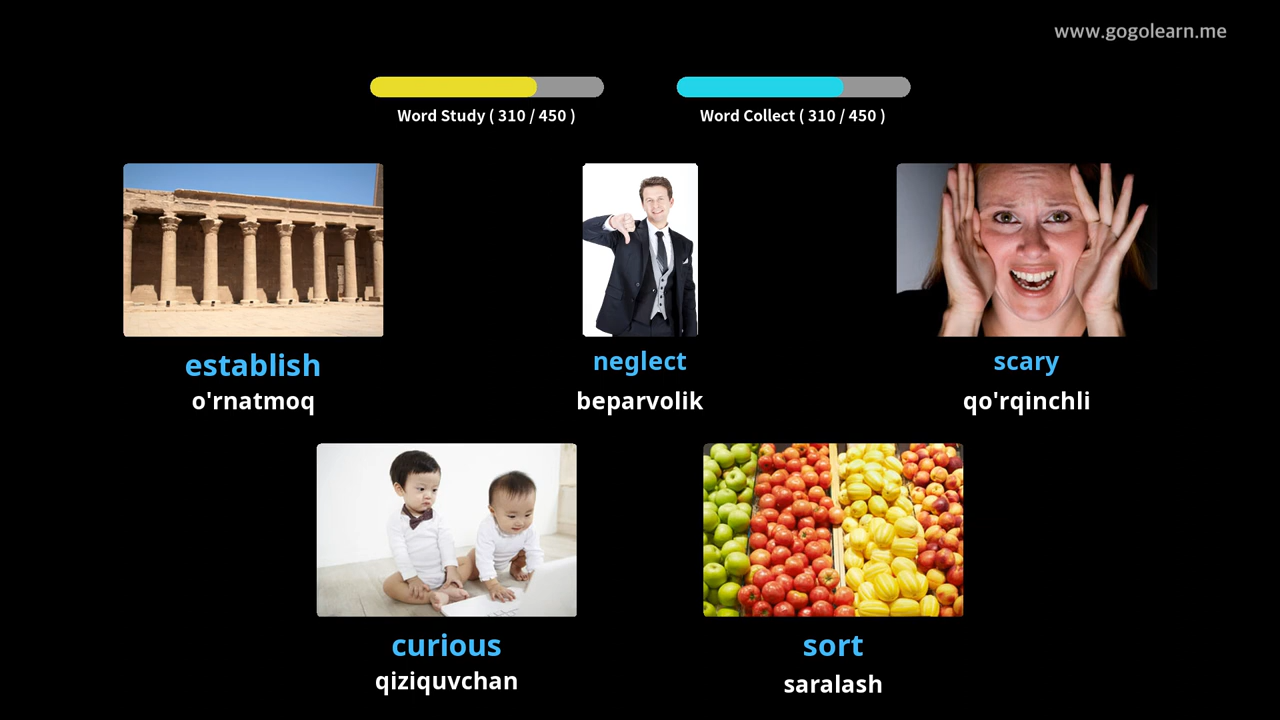 www.gogolearn.me
Word Study ( 310 / 450 )
Word Collect ( 310 / 450 )
establish
o'rnatmoq
neglect
beparvolik
scary
qo'rqinchli
curious
qiziquvchan
sort
saralash